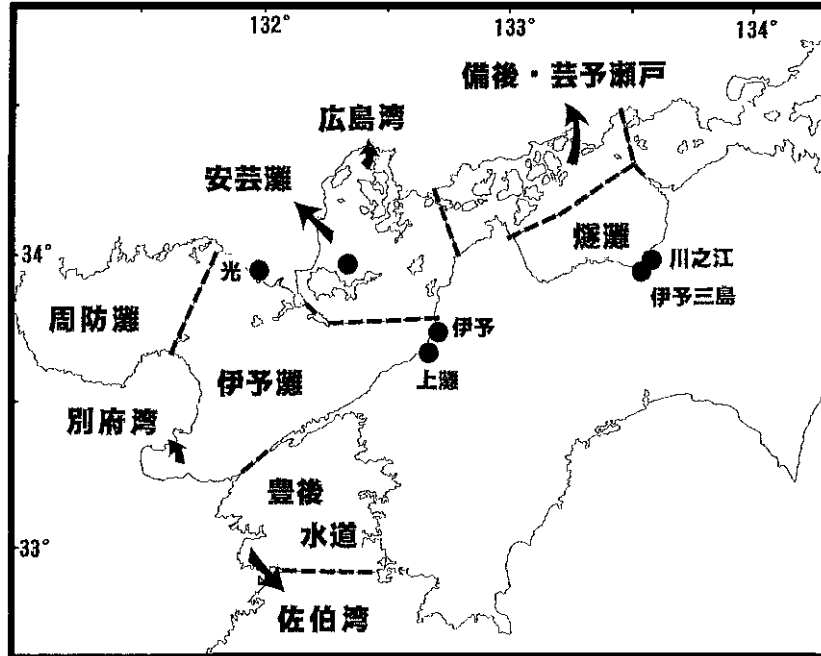 132°
133°
134°
備後・芸予瀬戸
広島湾
安芸灘
燧灘
34°
光
川之江
伊予三島
周防灘
伊予
伊予灘
上灘
別府湾
豊後
水道
33°
佐伯湾